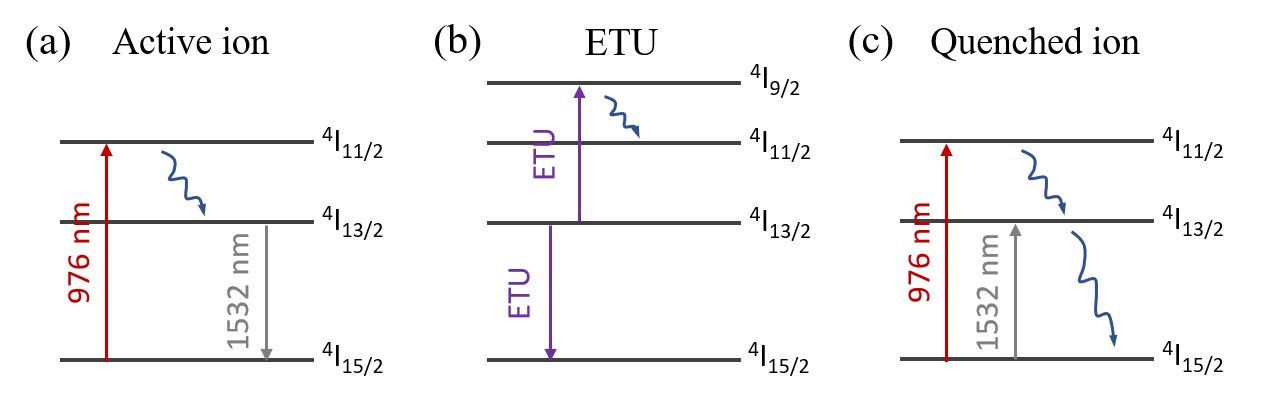 (a) Active ion
⁴I₁₁/₂
⁴I₁₃/₂
976 nm
1532 nm
⁴I₁₅/₂
(b) ETU
⁴I₉/₂
⁴I₁₁/₂
ETU
⁴I₁₃/₂
ETU
⁴I₁₅/₂
(c) Quenched ion
⁴I₁₁/₂
⁴I₁₃/₂
976 nm
1532 nm
⁴I₁₅/₂